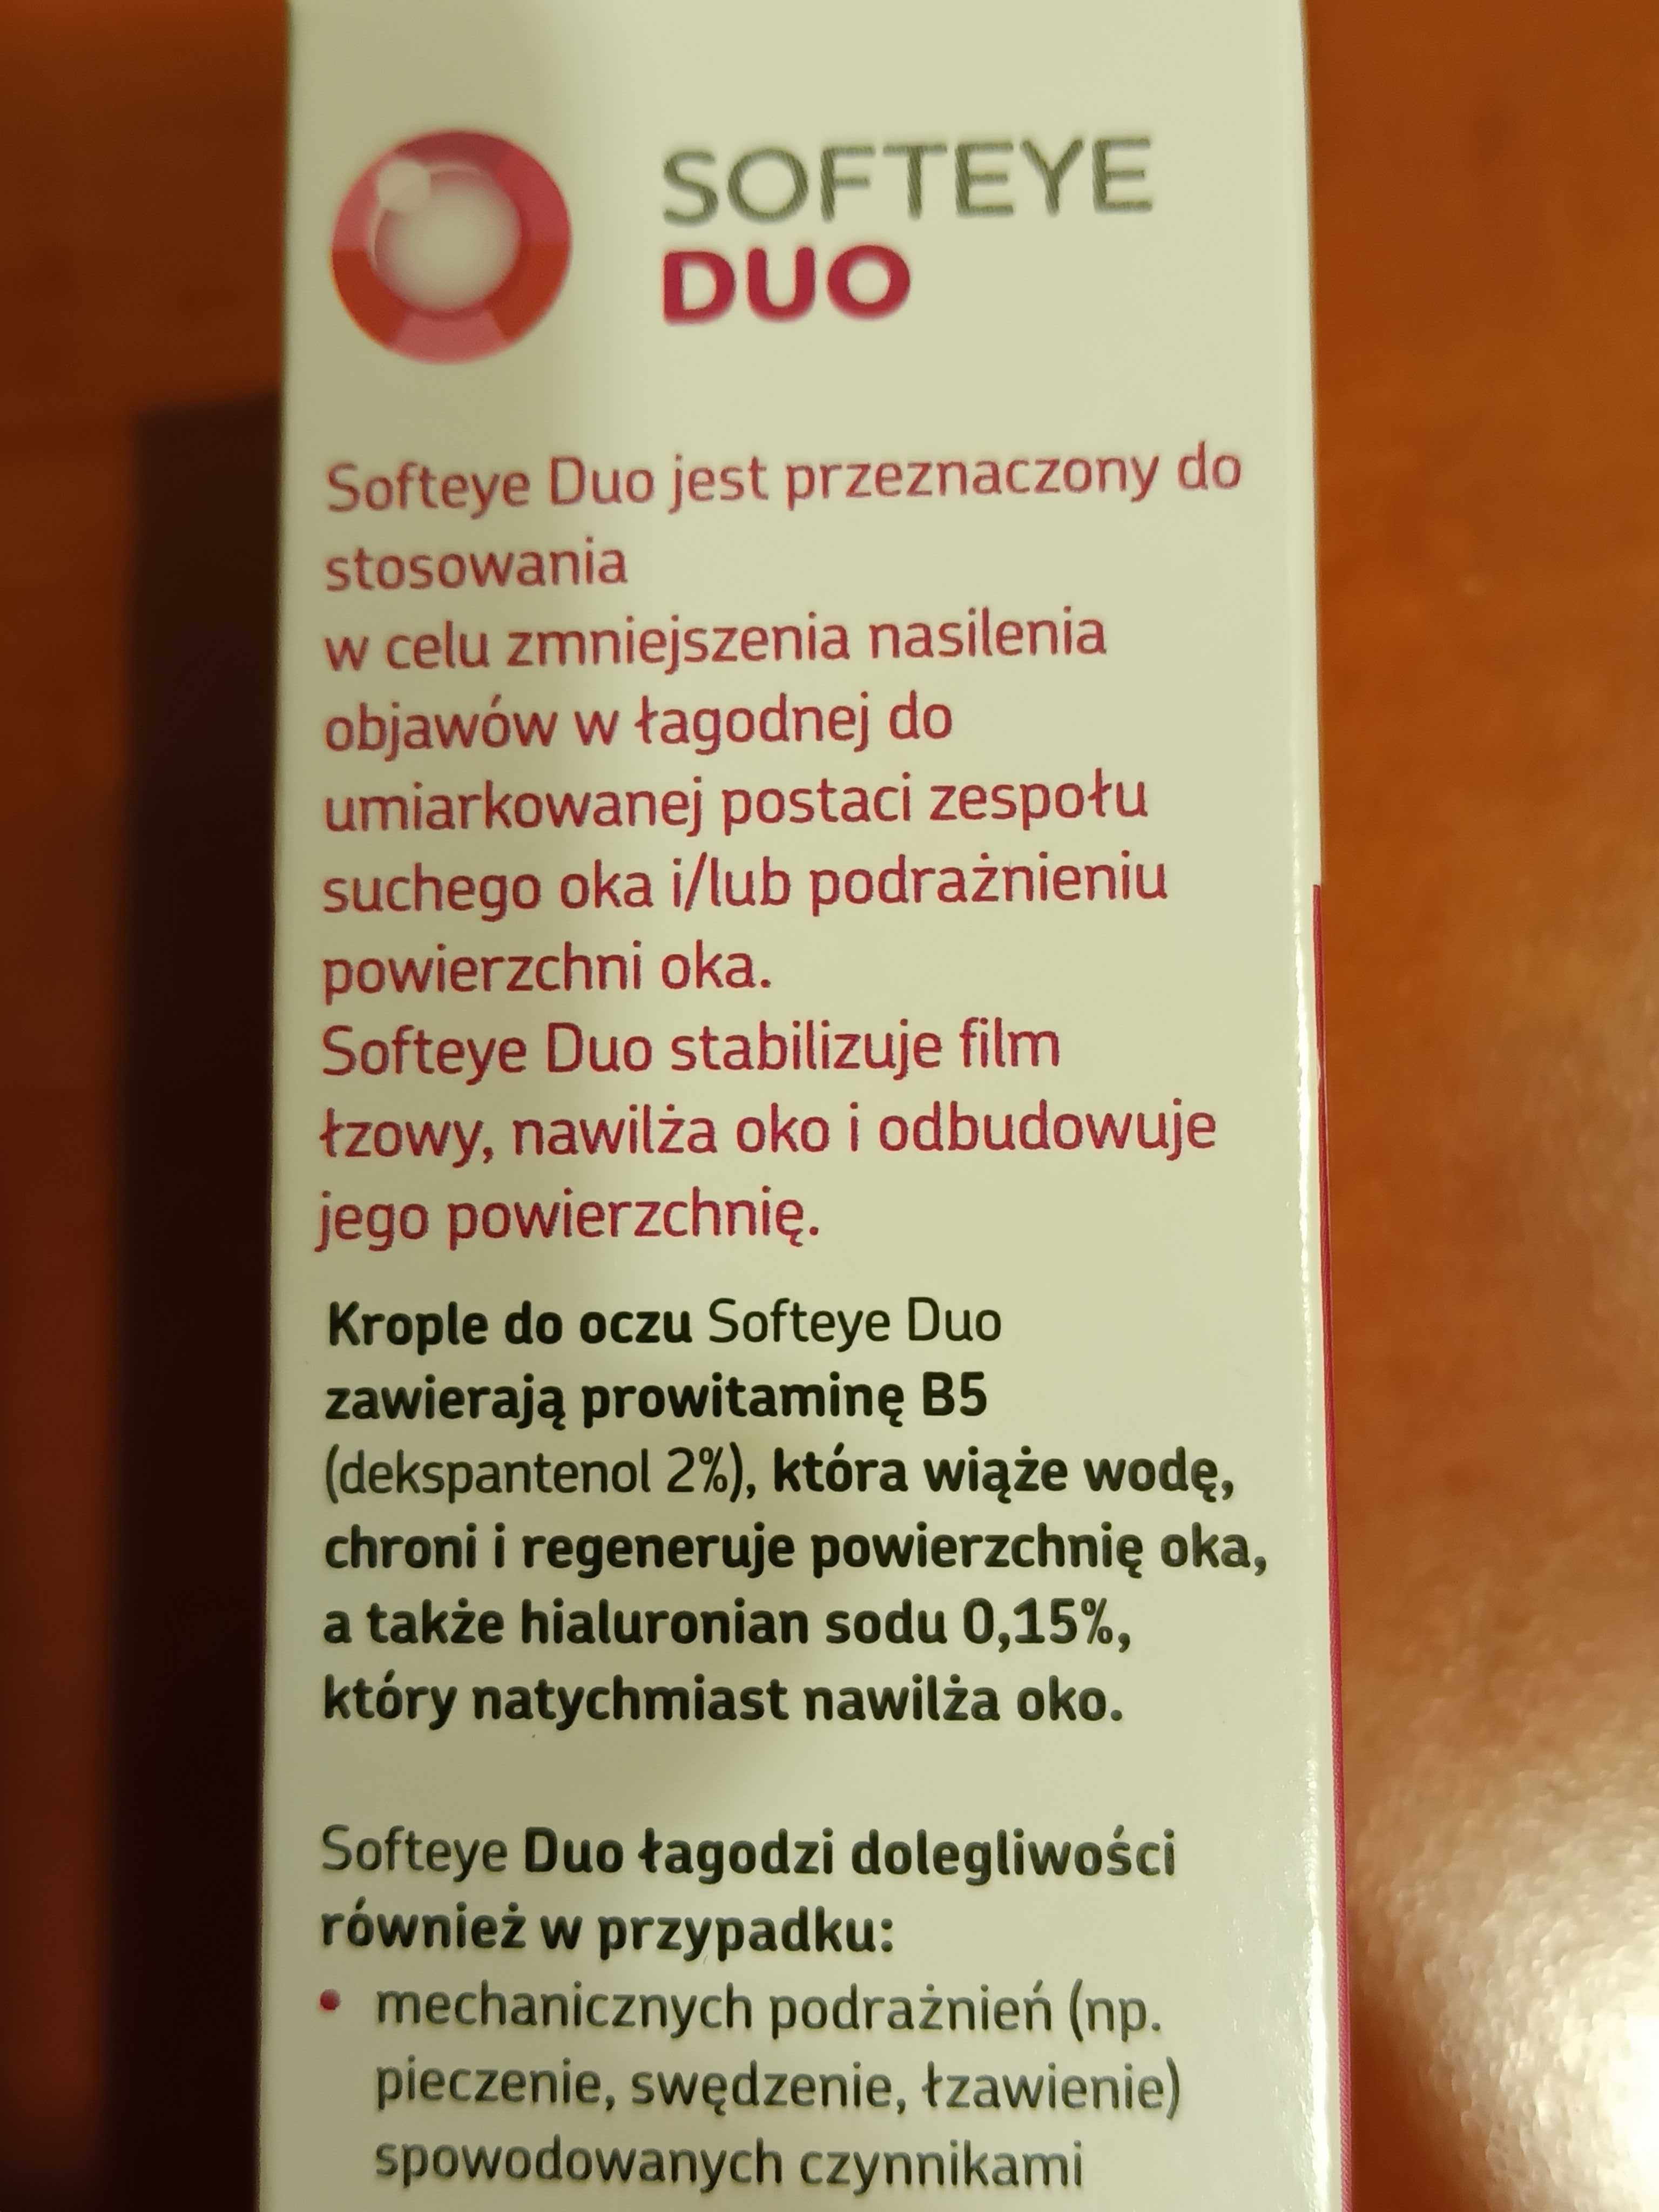 SOFTEYE
DUO
Softeye Duo jest przeznaczony do
stosowania
w celu zmniejszenia nasilenia
objawów w łagodnej do
umiarkowanej postaci zespołu
suchego oka i/lub podrażnieniu
powierzchni oka.
Softeye Duo stabilizuje film
łzowy, nawilża oko i odbudowuje
jego powierzchnię.
Krople do oczu Softeye Duo
zawierają prowitaminę B5
(dekspantenol 2%), która wiąże wodę,
chroni i regeneruje powierzchnię oka,
a także hialuronian sodu 0,15%,
który natychmiast nawilża oko.
Softeye Duo łagodzi dolegliwości
również w przypadku:
• mechanicznych podrażnień (np.
pieczenie, swędzenie, łzawienie)
spowodowanych czynnikami